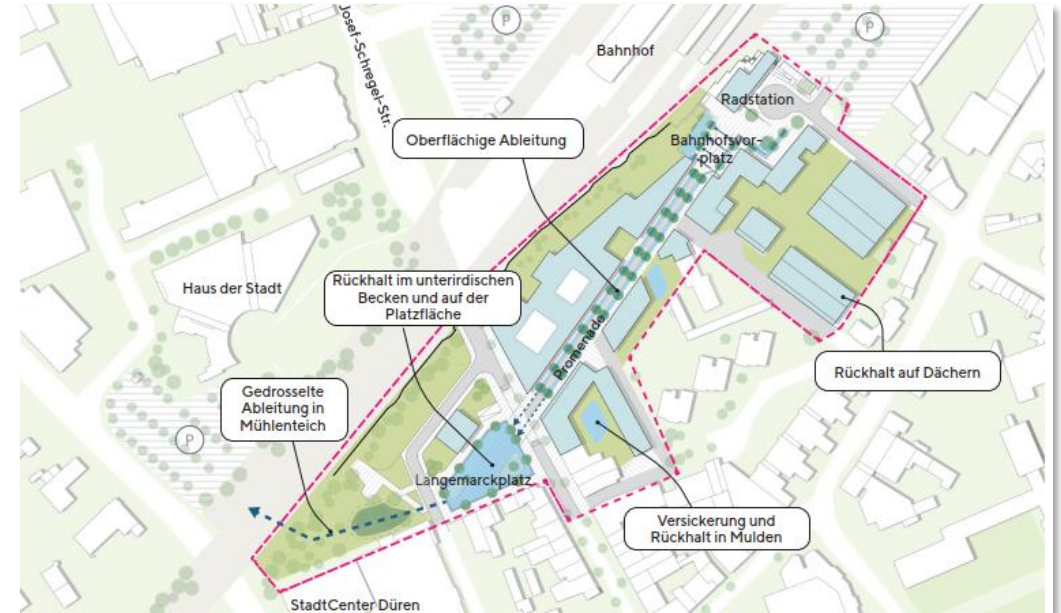 P
P
Josef-Schregel-Str.
Bahnhof
Radstation
Oberflächige Ableitung
Bahnhofsvor-
platz
Haus der Stadt
Rückhalt im unterirdischen
Becken und auf der
Platzfläche
Promenade
Rückhalt auf Dächern
Gedrosselte
Ableitung in
Mühlenteich
P
Langemarckplatz
Versickerung und
Rückhalt in Mulden
StadtCenter Düren